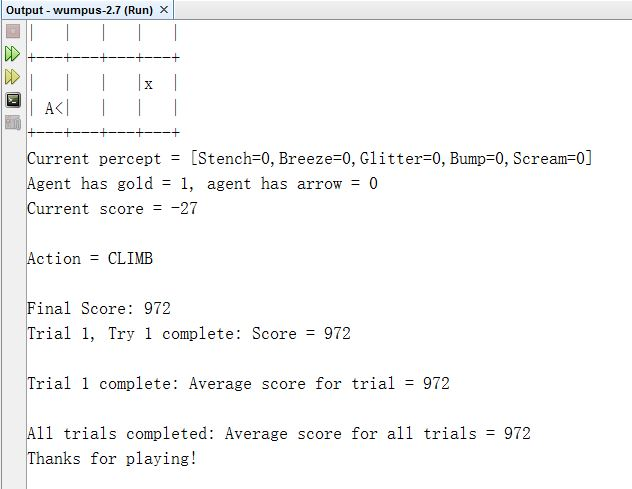 Output - wumpus-2.7 (Run) ×
|   |   |   |   |
+---+---+---+---+
|   |   |   |x  |
| A<|   |   |   |
+---+---+---+---+
Current percept = [Stench=0,Breeze=0,Glitter=0,Bump=0,Scream=0]
Agent has gold = 1, agent has arrow = 0
Current score = -27
Action = CLIMB
Final Score: 972
Trial 1, Try 1 complete: Score = 972
Trial 1 complete: Average score for trial = 972
All trials completed: Average score for all trials = 972
Thanks for playing!